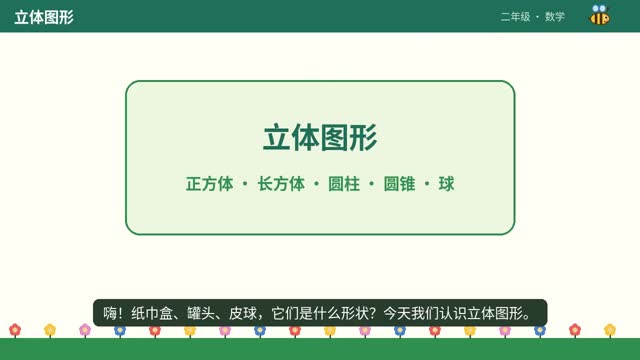 立体图形
二年级 • 数学
立体图形
正方体 • 长方体 • 圆柱 • 圆锥 • 球
嗨！纸巾盒、罐头、皮球，它们是什么形状？今天我们认识立体图形。